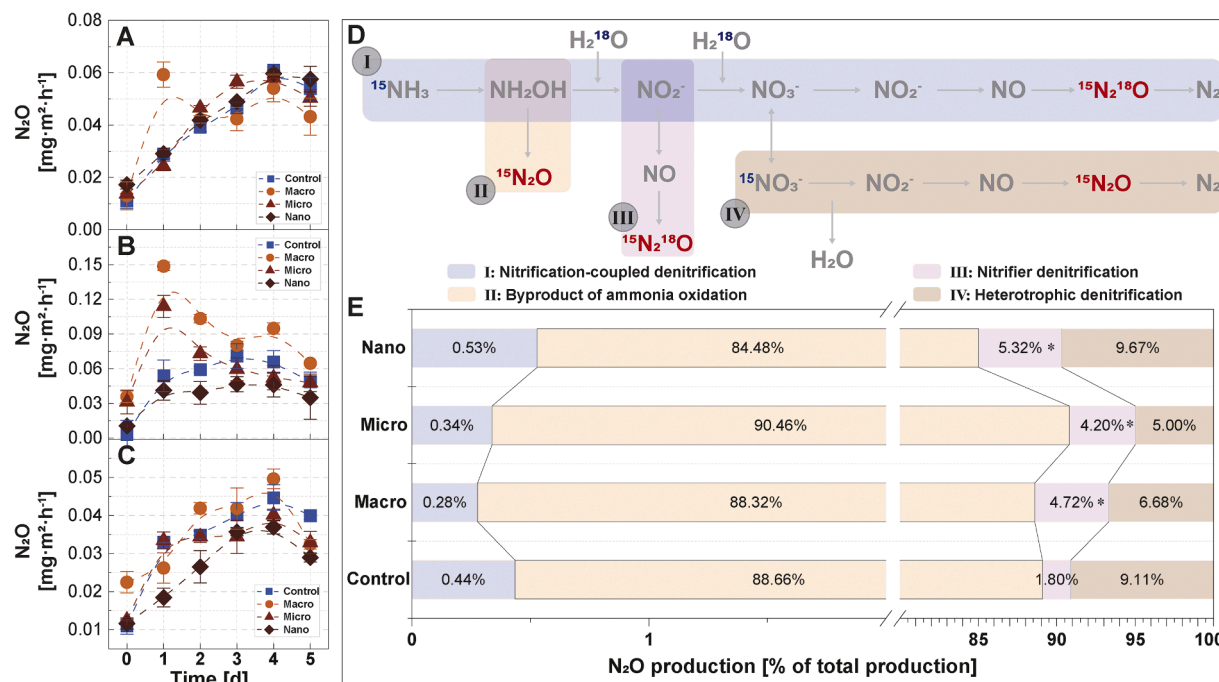 A
N₂O
[mg·m⁻²·h⁻¹]
0.08
0.06
0.04
0.02
0.00
Control
Macro
Micro
Nano
B
N₂O
[mg·m⁻²·h⁻¹]
0.15
0.12
0.09
0.06
0.03
0.00
Control
Macro
Micro
Nano
C
N₂O
[mg·m⁻²·h⁻¹]
0.05
0.04
0.03
0.02
0.01
Control
Macro
Micro
Nano
0 1 2 3 4 5
Time [d]
D
H₂¹⁸O H₂¹⁸O
I
¹⁵NH₃ NH₂OH NO₂⁻ NO₃⁻ NO₂⁻ NO ¹⁵N₂¹⁸O N₂
II
¹⁵N₂O
NO
III
¹⁵N₂¹⁸O
IV
¹⁵NO₃⁻ NO₂⁻ NO ¹⁵N₂O N₂
H₂O
I: Nitrification-coupled denitrification
II: Byproduct of ammonia oxidation
III: Nitrifier denitrification
IV: Heterotrophic denitrification
E
Nano 0.53% 84.48% 5.32% * 9.67%
Micro 0.34% 90.46% 4.20% * 5.00%
Macro 0.28% 88.32% 4.72% * 6.68%
Control 0.44% 88.66% 1.80% 9.11%
0 1 85 90 95 100
N₂O production [% of total production]